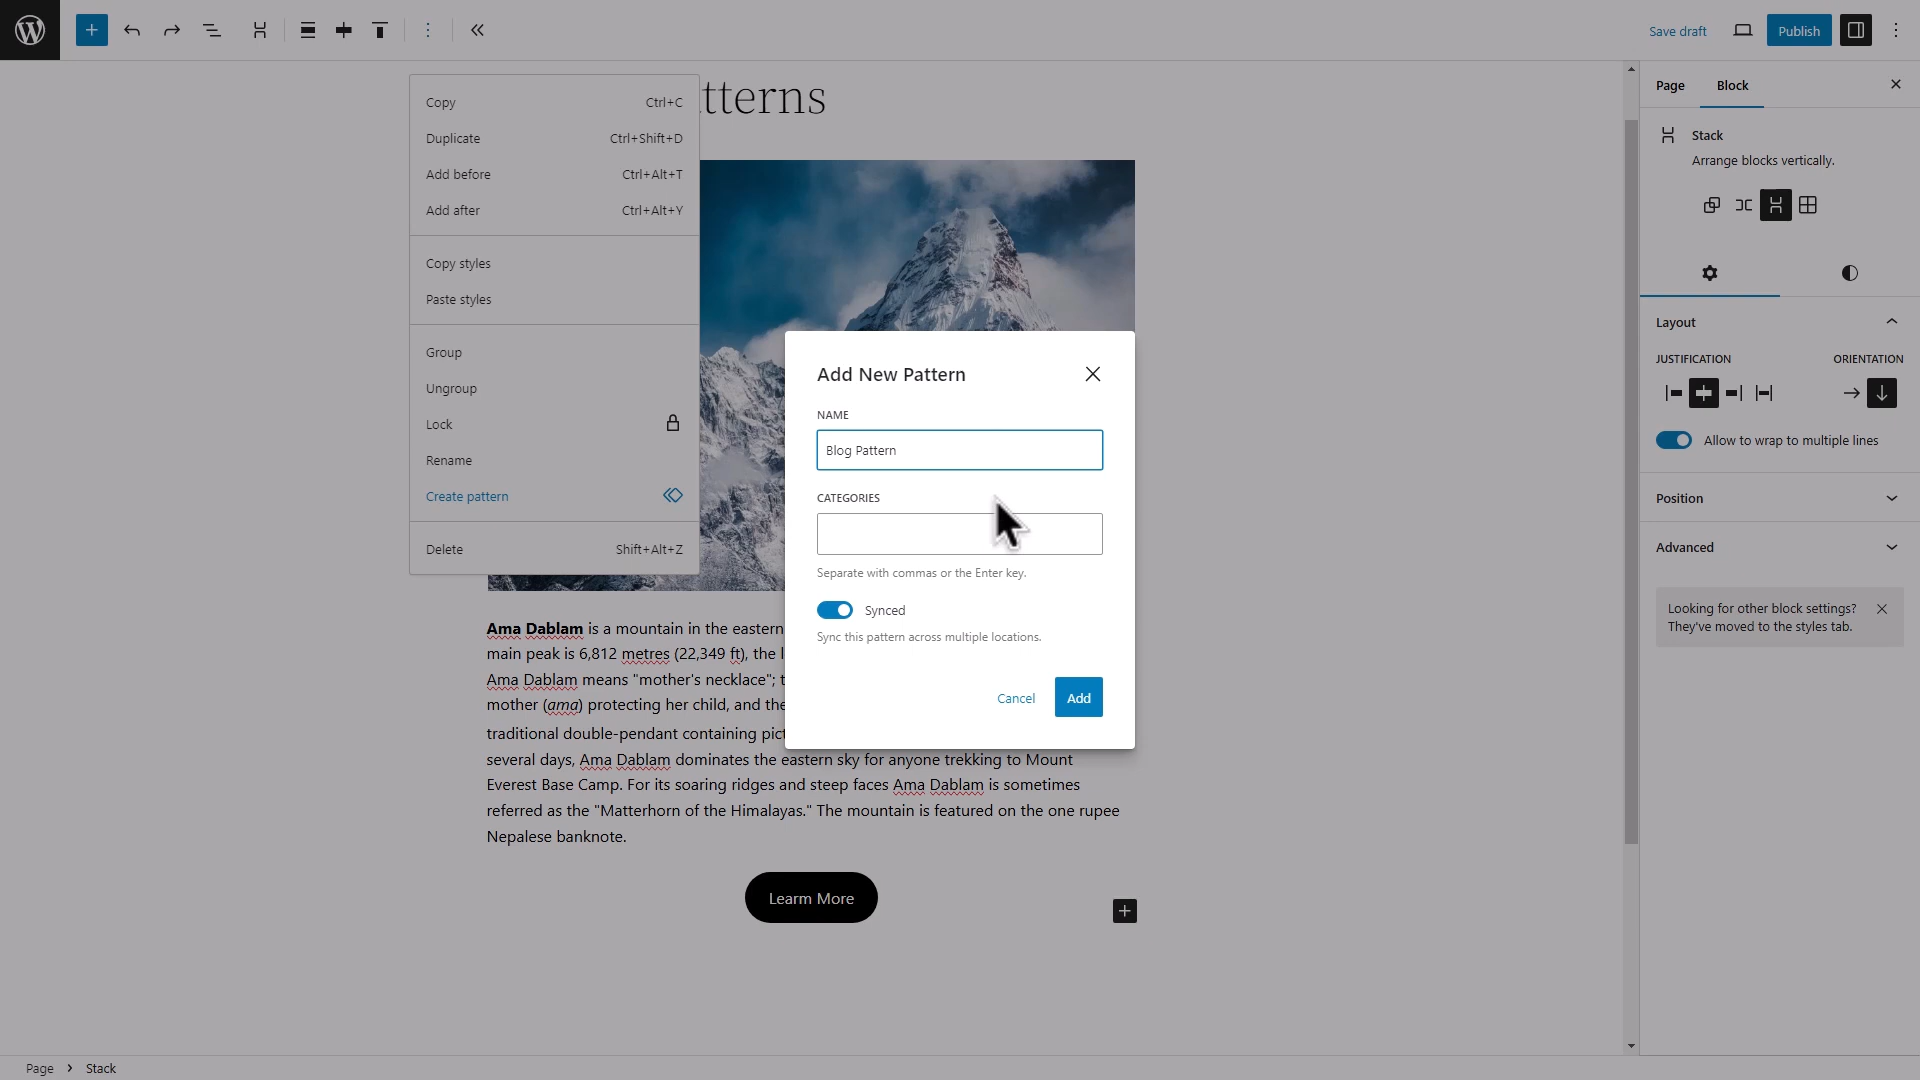 Save draft
Publish
Copy Ctrl+C
Duplicate Ctrl+Shift+D
Add before Ctrl+Alt+T
Add after Ctrl+Alt+Y
Copy styles
Paste styles
Group
Ungroup
Lock
Rename
Create pattern
Delete Shift+Alt+Z
tterns
Add New Pattern
NAME
Blog Pattern
CATEGORIES
Separate with commas or the Enter key.
Synced
Sync this pattern across multiple locations.
Cancel
Add
Ama Dablam is a mountain in the eastern
main peak is 6,812 metres (22,349 ft), the l
Ama Dablam means "mother's necklace"; t
mother (ama) protecting her child, and the
traditional double-pendant containing pict
several days, Ama Dablam dominates the eastern sky for anyone trekking to Mount
Everest Base Camp. For its soaring ridges and steep faces Ama Dablam is sometimes
referred as the "Matterhorn of the Himalayas." The mountain is featured on the one rupee
Nepalese banknote.
Learm More
Page Block
Stack
Arrange blocks vertically.
Layout
JUSTIFICATION ORIENTATION
Allow to wrap to multiple lines
Position
Advanced
Looking for other block settings?
They've moved to the styles tab.
Page > Stack